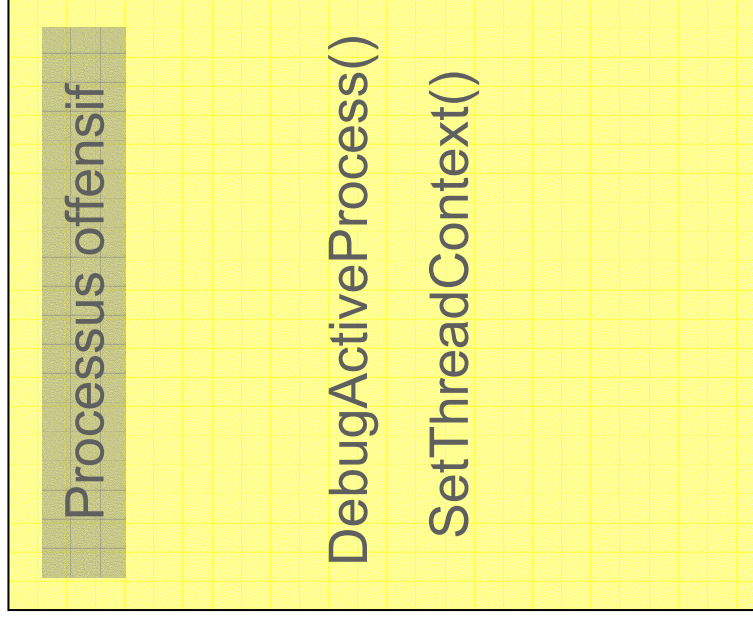 Processus offensif
DebugActiveProcess()
SetThreadContext()